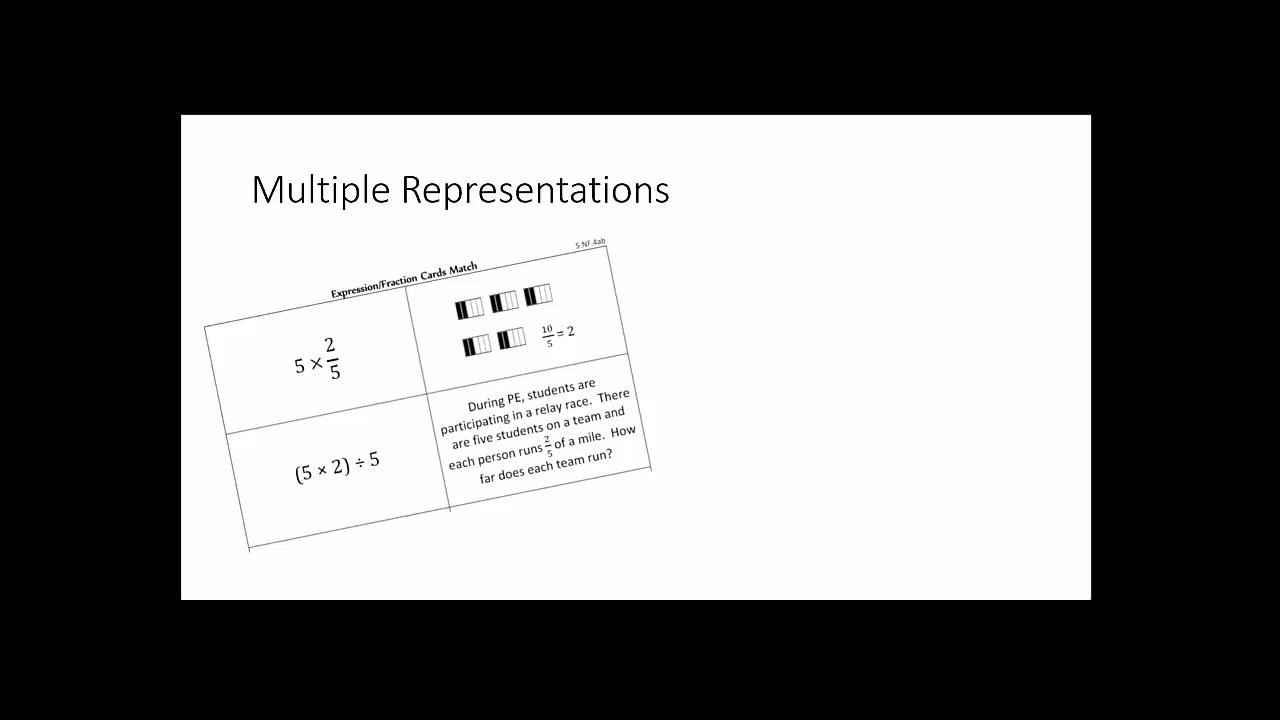 Multiple Representations
5.NF.4ab
Expression/Fraction Cards Match
5 × 2/5
10/5 = 2
(5 × 2) ÷ 5
During PE, students are
participating in a relay race. There
are five students on a team and
each person runs 2/5 of a mile. How
far does each team run?